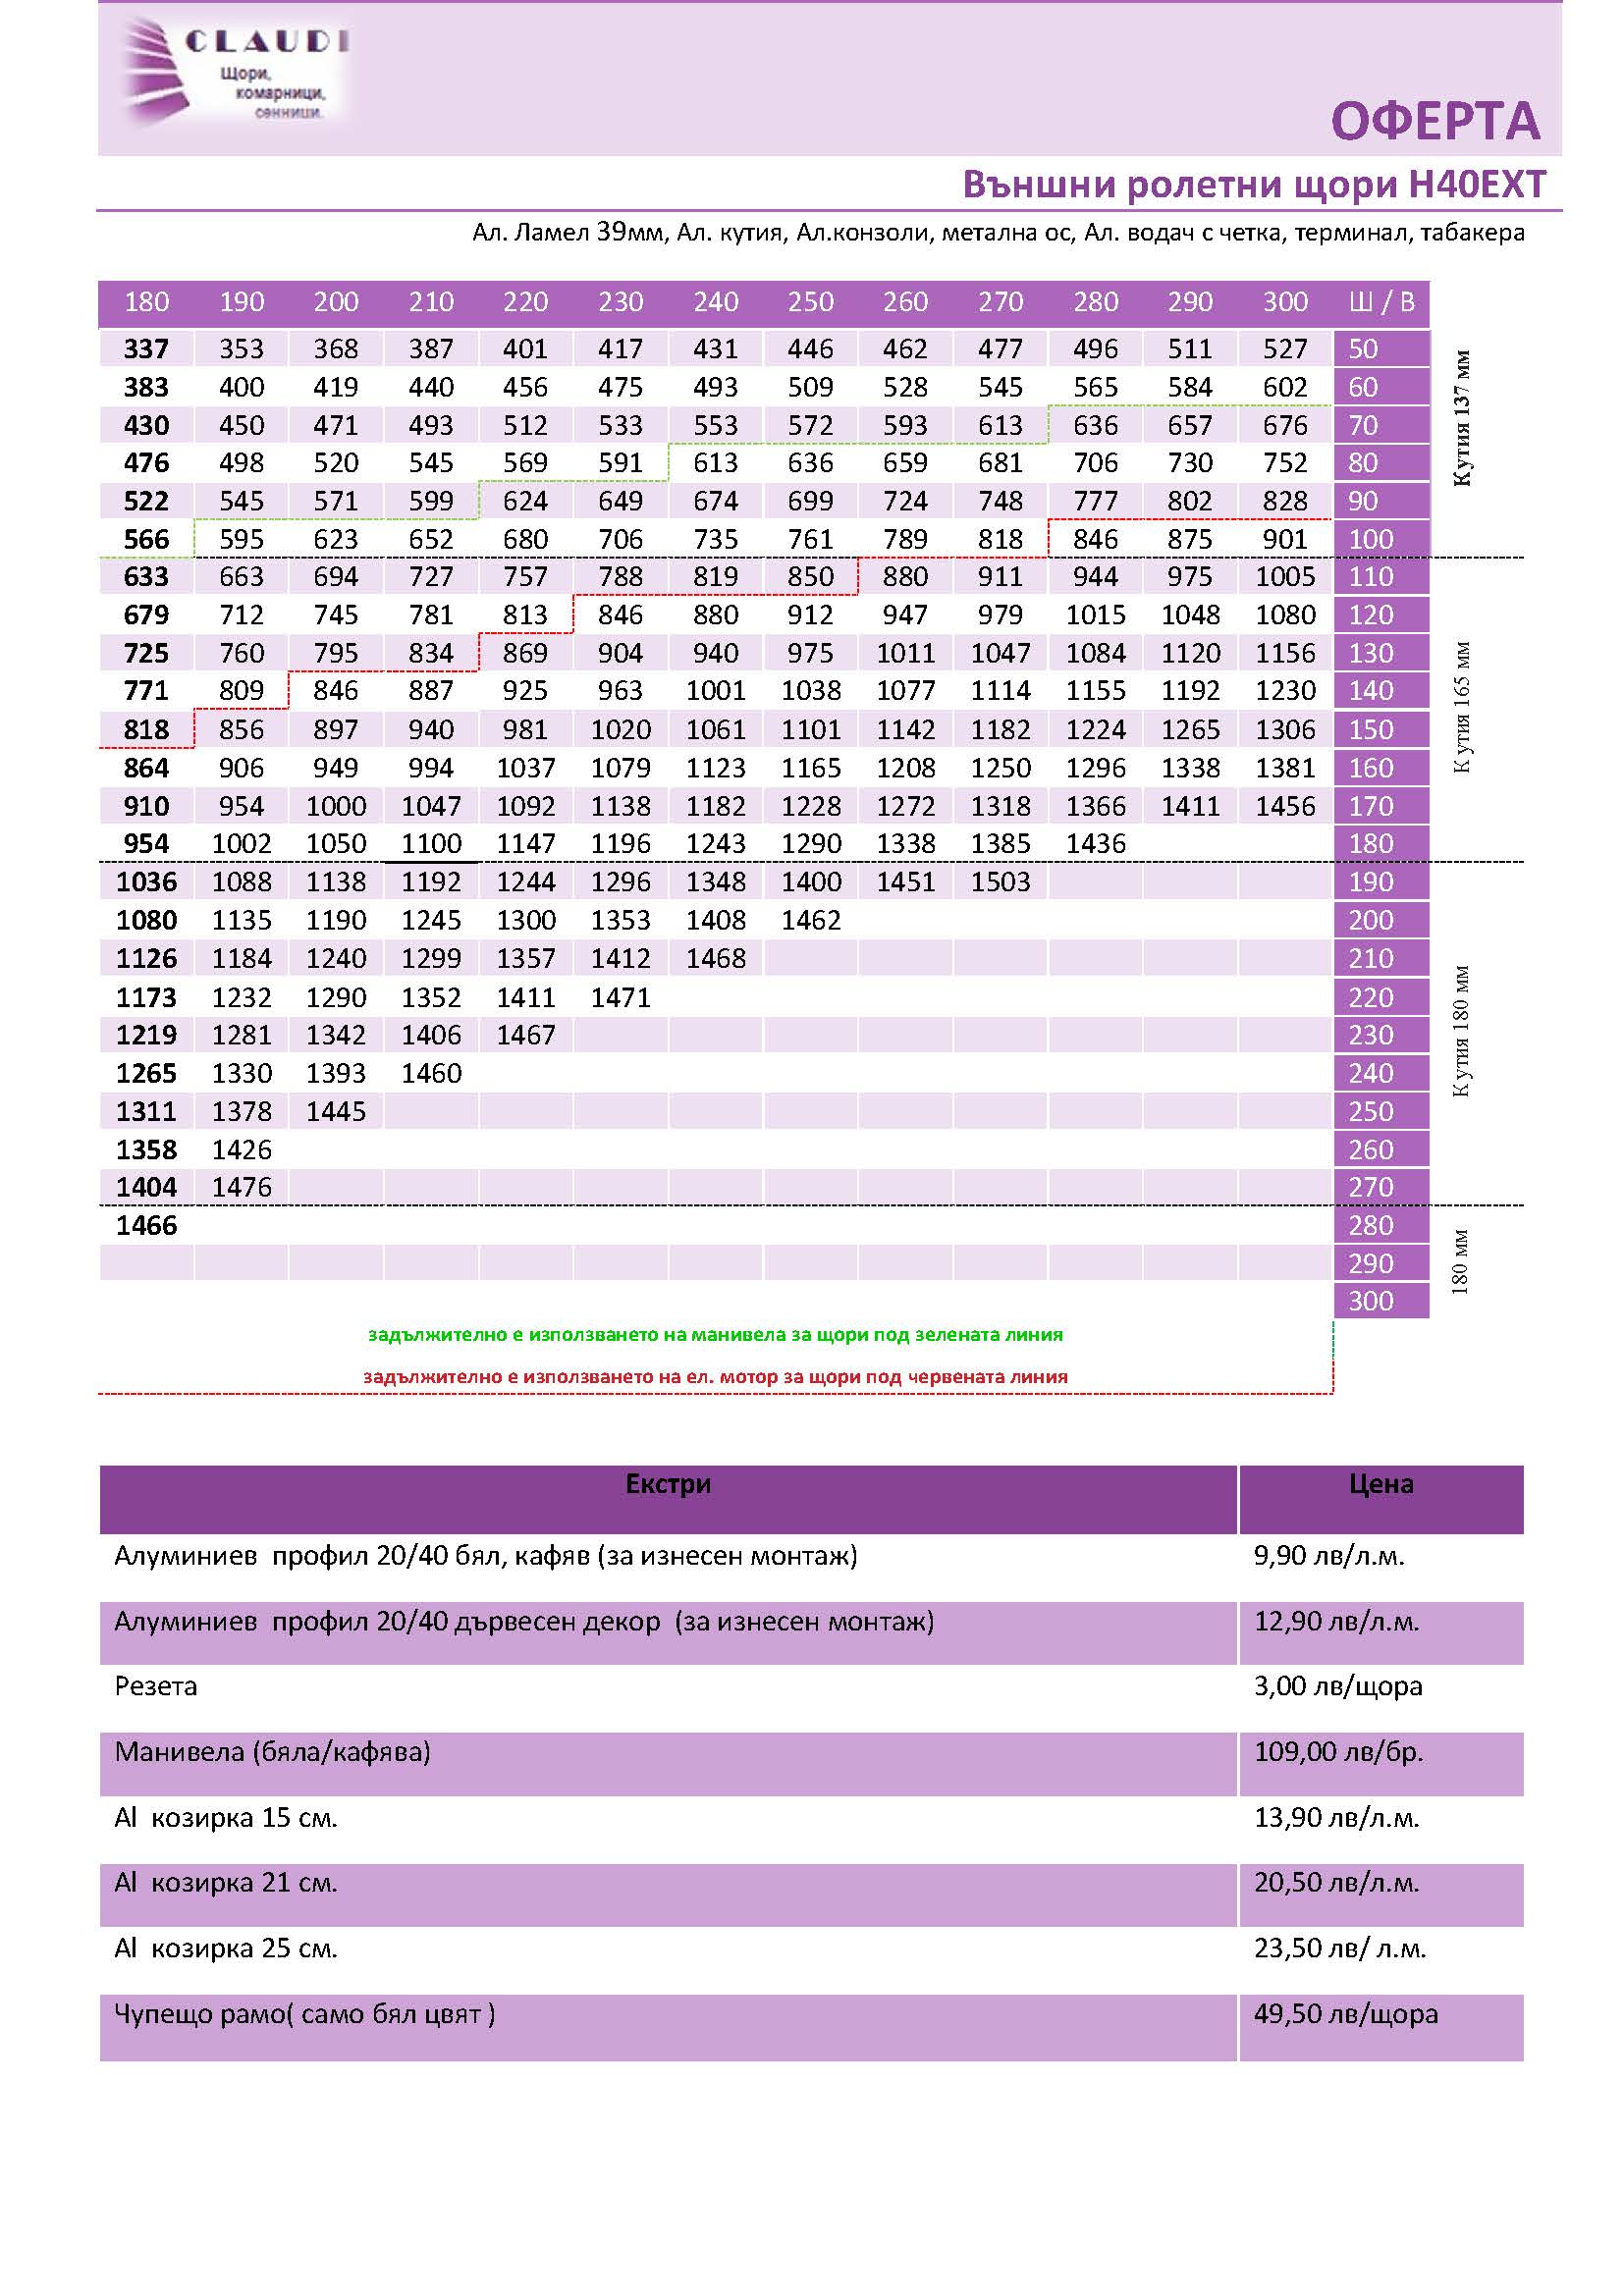 CLAUDI
Щори,
комарници,
сенници.
ОФЕРТА
Външни ролетни щори H40EXT
Ал. Ламел 39мм, Ал. кутия, Ал.конзоли, метална ос, Ал. водач с четка, терминал, табакера
180 190 200 210 220 230 240 250 260 270 280 290 300 Ш / В
337 353 368 387 401 417 431 446 462 477 496 511 527 50
383 400 419 440 456 475 493 509 528 545 565 584 602 60
430 450 471 493 512 533 553 572 593 613 636 657 676 70
476 498 520 545 569 591 613 636 659 681 706 730 752 80
522 545 571 599 624 649 674 699 724 748 777 802 828 90
566 595 623 652 680 706 735 761 789 818 846 875 901 100
Кутия 137 мм
633 663 694 727 757 788 819 850 880 911 944 975 1005 110
679 712 745 781 813 846 880 912 947 979 1015 1048 1080 120
725 760 795 834 869 904 940 975 1011 1047 1084 1120 1156 130
771 809 846 887 925 963 1001 1038 1077 1114 1155 1192 1230 140
818 856 897 940 981 1020 1061 1101 1142 1182 1224 1265 1306 150
864 906 949 994 1037 1079 1123 1165 1208 1250 1296 1338 1381 160
910 954 1000 1047 1092 1138 1182 1228 1272 1318 1366 1411 1456 170
954 1002 1050 1100 1147 1196 1243 1290 1338 1385 1436 180
Кутия 165 мм
1036 1088 1138 1192 1244 1296 1348 1400 1451 1503 190
1080 1135 1190 1245 1300 1353 1408 1462 200
1126 1184 1240 1299 1357 1412 1468 210
1173 1232 1290 1352 1411 1471 220
1219 1281 1342 1406 1467 230
1265 1330 1393 1460 240
1311 1378 1445 250
1358 1426 260
1404 1476 270
Кутия 180 мм
1466 280
290
300
180 мм
задължително е използването на манивела за щори под зелената линия
задължително е използването на ел. мотор за щори под червената линия
Екстри Цена
Алуминиев профил 20/40 бял, кафяв (за изнесен монтаж) 9,90 лв/л.м.
Алуминиев профил 20/40 дървесен декор (за изнесен монтаж) 12,90 лв/л.м.
Резета 3,00 лв/щора
Манивела (бяла/кафява) 109,00 лв/бр.
Al козирка 15 см. 13,90 лв/л.м.
Al козирка 21 см. 20,50 лв/л.м.
Al козирка 25 см. 23,50 лв/ л.м.
Чупещо рамо( само бял цвят ) 49,50 лв/щора